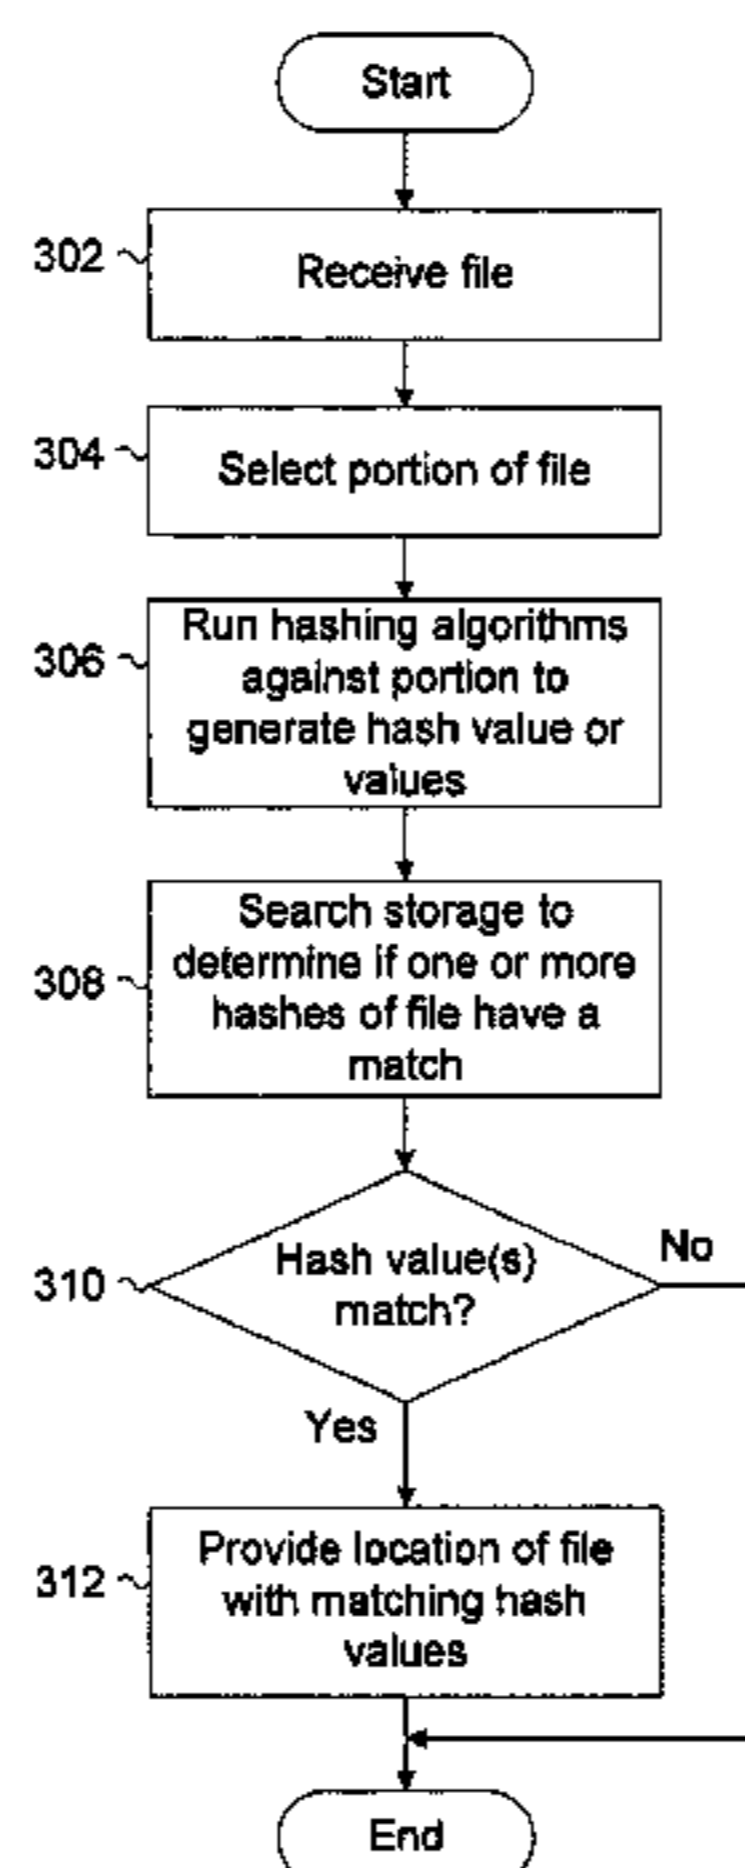 Start
302
Receive file
304
Select portion of file
306
Run hashing algorithms
against portion to
generate hash value or
values
308
Search storage to
determine if one or more
hashes of file have a
match
310
Hash value(s)
match?
No
Yes
312
Provide location of file
with matching hash
values
End